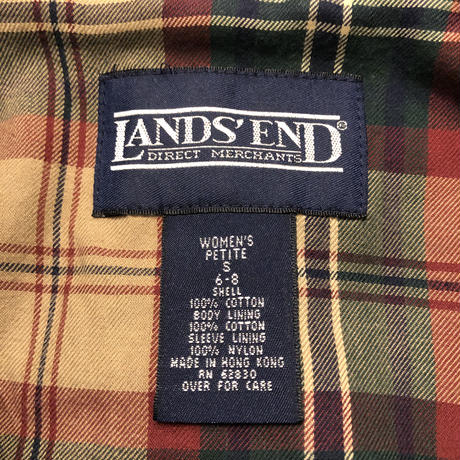 LANDS' END®
DIRECT MERCHANTS
WOMEN'S
PETITE
S
6-8
SHELL
100% COTTON
BODY LINING
100% COTTON
SLEEVE LINING
100% NYLON
MADE IN HONG KONG
RN 62830
OVER FOR CARE